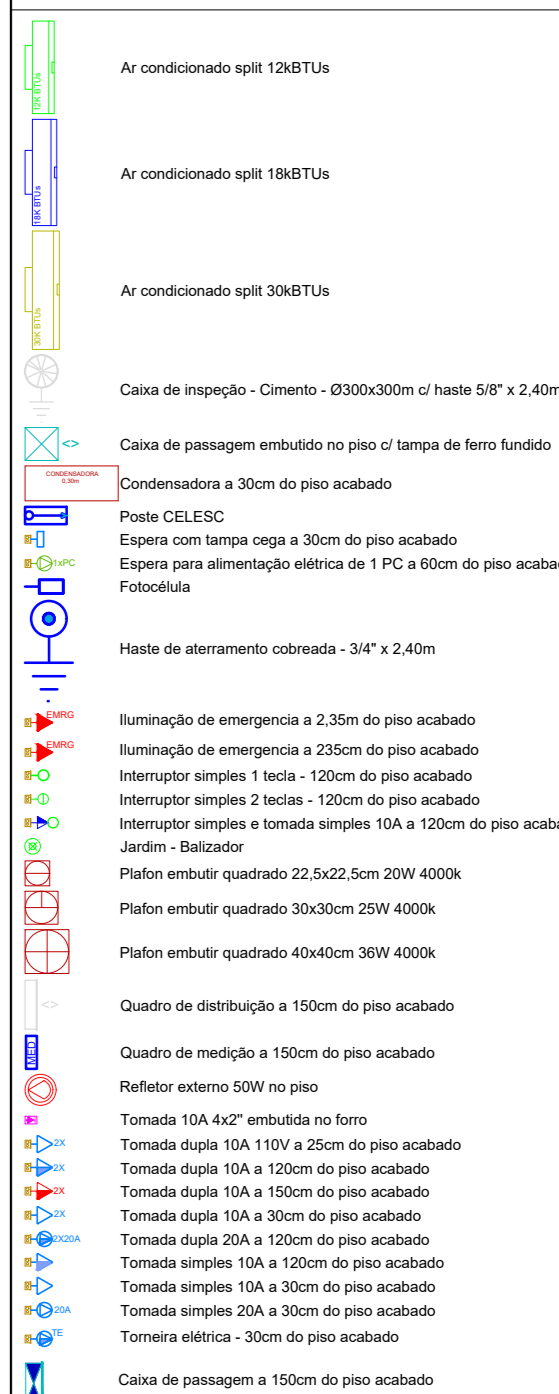 12K BTUs
Ar condicionado split 12kBTUs
18K BTUs
Ar condicionado split 18kBTUs
30K BTUs
Ar condicionado split 30kBTUs
Caixa de inspeção - Cimento - Ø300x300m c/ haste 5/8" x 2,40m
<> Caixa de passagem embutido no piso c/ tampa de ferro fundido
CONDENSADORA
0,30m
Condensadora a 30cm do piso acabado
Poste CELESC
Espera com tampa cega a 30cm do piso acabado
1xPC Espera para alimentação elétrica de 1 PC a 60cm do piso
Fotocélula
Haste de aterramento cobreada - 3/4" x 2,40m
EMRG Iluminação de emergencia a 2,35m do piso acabado
EMRG Iluminação de emergencia a 235cm do piso acabado
Interruptor simples 1 tecla - 120cm do piso acabado
Interruptor simples 2 teclas - 120cm do piso acabado
Interruptor simples e tomada simples 10A a 120cm do piso
Jardim - Balizador
Plafon embutir quadrado 22,5x22,5cm 20W 4000k
Plafon embutir quadrado 30x30cm 25W 4000k
Plafon embutir quadrado 40x40cm 36W 4000k
<> Quadro de distribuição a 150cm do piso acabado
MED Quadro de medição a 150cm do piso acabado
Refletor externo 50W no piso
Tomada 10A 4x2" embutida no forro
2X Tomada dupla 10A 110V a 25cm do piso acabado
2X Tomada dupla 10A a 120cm do piso acabado
2X Tomada dupla 10A a 150cm do piso acabado
2X Tomada dupla 10A a 30cm do piso acabado
2X20A Tomada dupla 20A a 120cm do piso acabado
Tomada simples 10A a 120cm do piso acabado
Tomada simples 10A a 30cm do piso acabado
20A Tomada simples 20A a 30cm do piso acabado
TE Torneira elétrica - 30cm do piso acabado
Caixa de passagem a 150cm do piso acabado